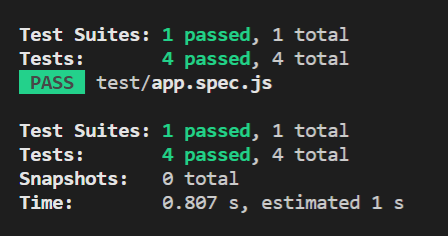 Test Suites: 1 passed, 1 total
Tests: 4 passed, 4 total
PASS test/app.spec.js
Test Suites: 1 passed, 1 total
Tests: 4 passed, 4 total
Snapshots: 0 total
Time: 0.807 s, estimated 1 s